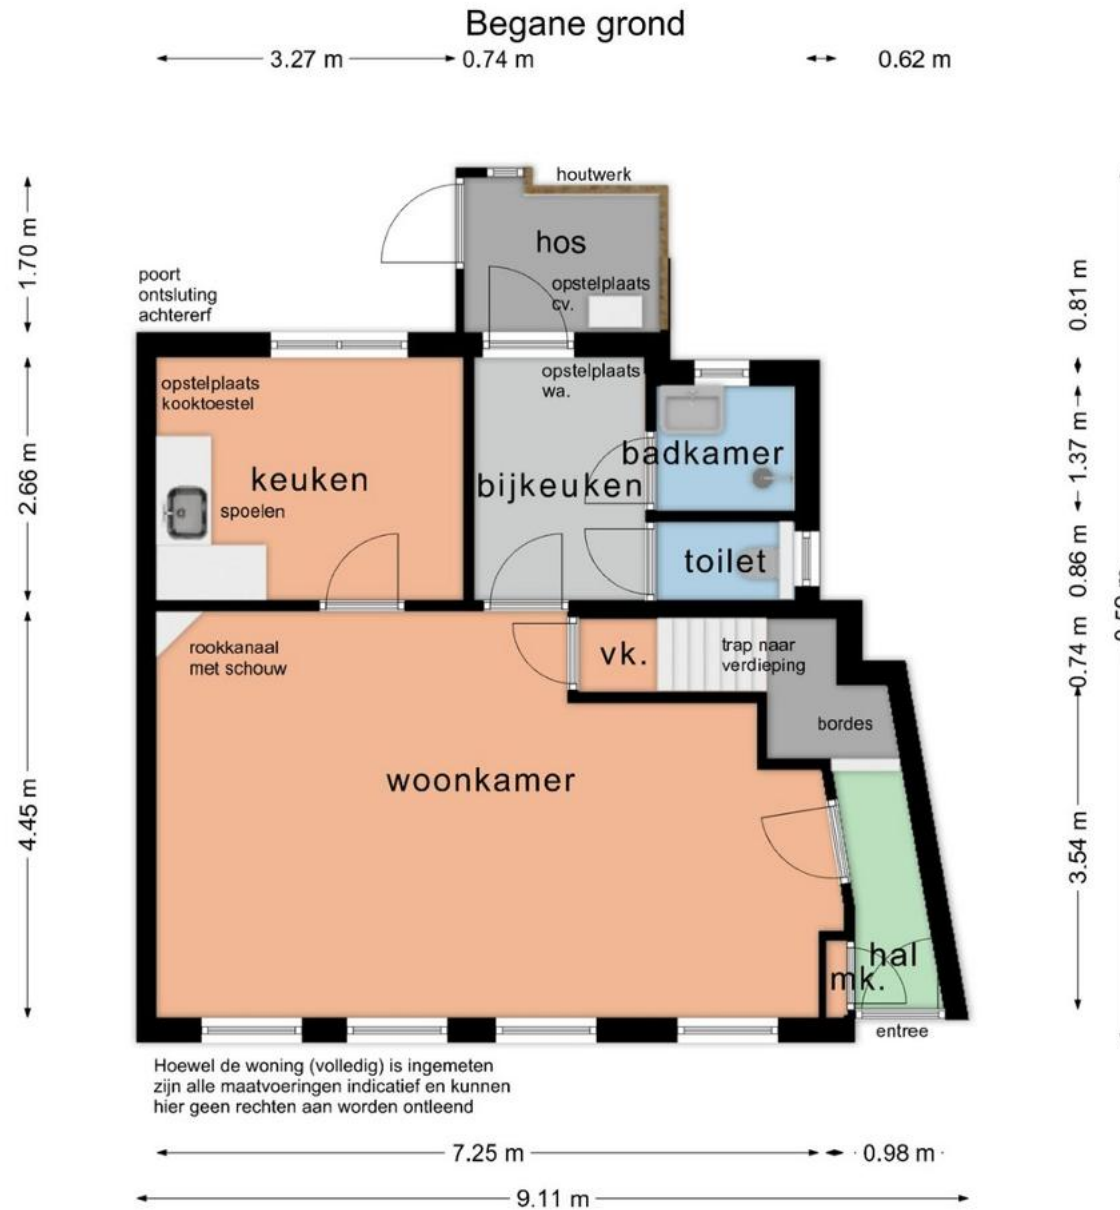 Begane grond
3.27 m
0.74 m
0.62 m
houtwerk
hos
opstelplaats
cv.
poort
ontsluting
achtererf
1.70 m
0.81 m
opstelplaats
kooktoestel
opstelplaats
wa.
badkamer
keuken
bijkeuken
spoelen
toilet
2.66 m
1.37 m
0.86 m
0.74 m
rookkanaal
met schouw
vk.
trap naar
verdieping
bordes
woonkamer
4.45 m
3.54 m
hal
mk.
entree
Hoewel de woning (volledig) is ingemeten
zijn alle maatvoeringen indicatief en kunnen
hier geen rechten aan worden ontleend
7.25 m
0.98 m
9.11 m